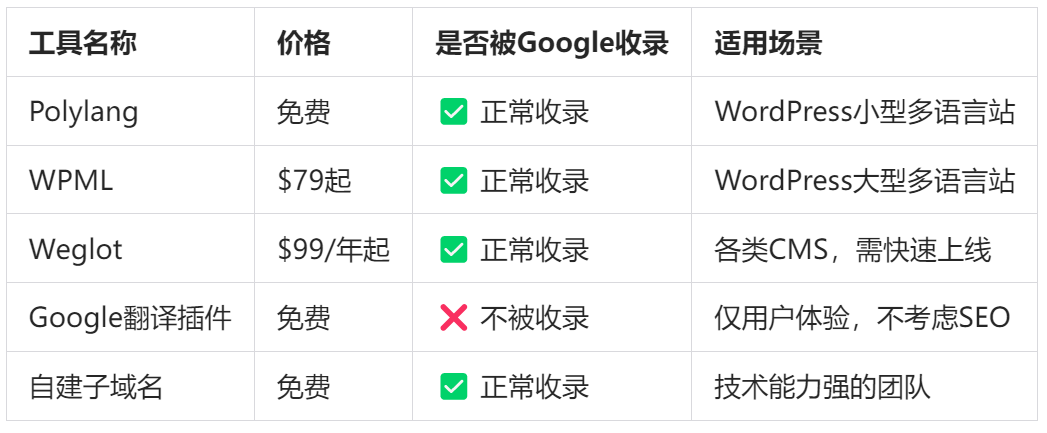 工具名称 价格 是否被Google收录 适用场景
Polylang 免费 ✅ 正常收录 WordPress小型多语言站
WPML $79起 ✅ 正常收录 WordPress大型多语言站
Weglot $99/年起 ✅ 正常收录 各类CMS，需快速上线
Google翻译插件 免费 ❌ 不被收录 仅用户体验，不考虑SEO
自建子域名 免费 ✅ 正常收录 技术能力强的团队